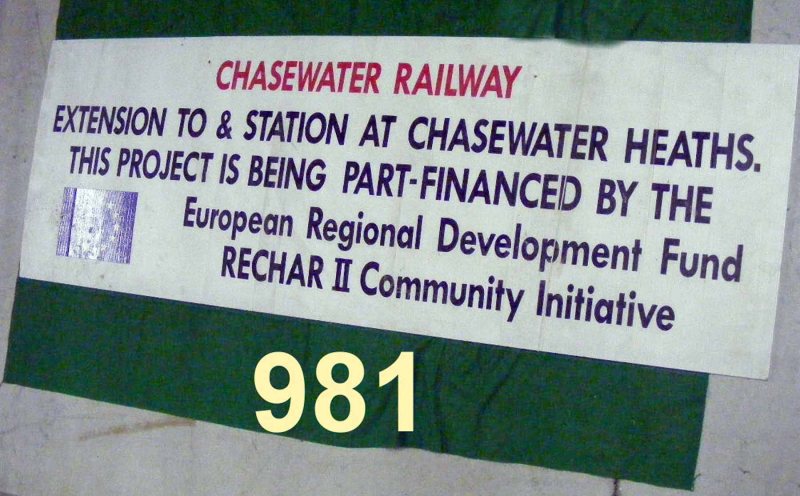 CHASEWATER RAILWAY
EXTENSION TO & STATION AT CHASEWATER HEATHS.
THIS PROJECT IS BEING PART-FINANCED BY THE
European Regional Development Fund
RECHAR II Community Initiative
981